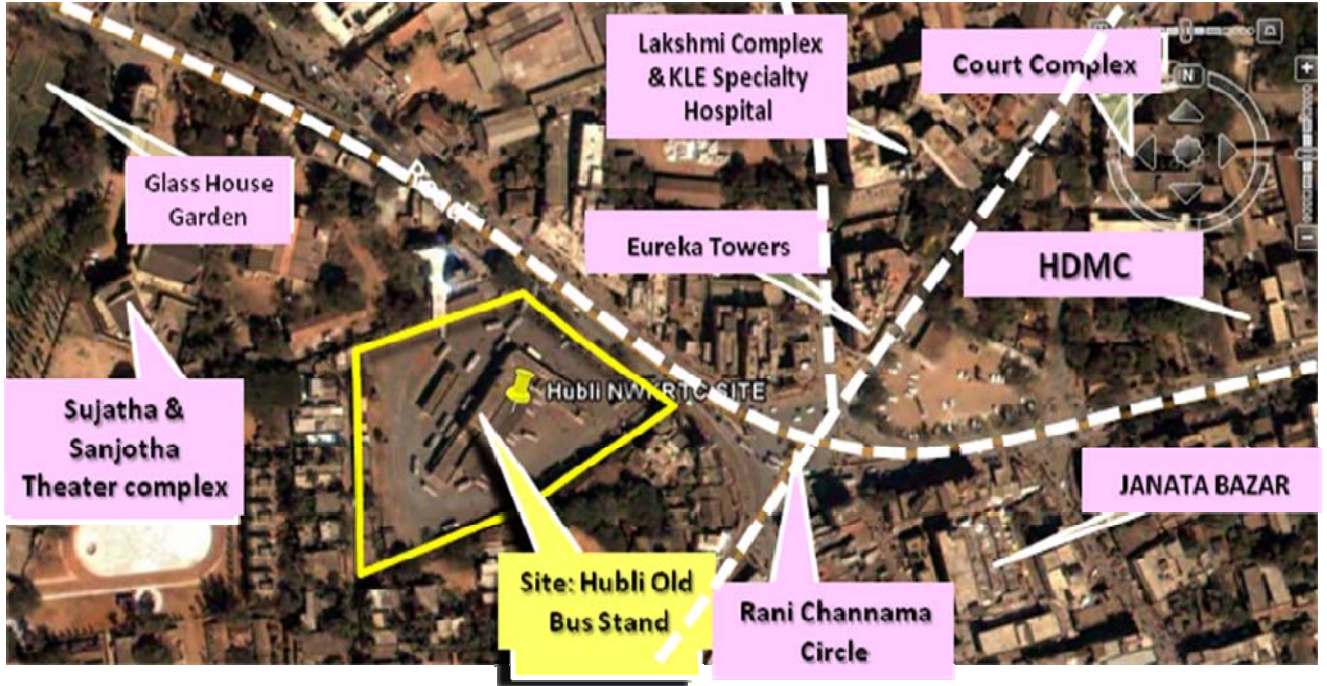 Lakshmi Complex
& KLE Specialty
Hospital
Court Complex
N
Glass House
Garden
Road
Eureka Towers
HDMC
Hubli NWKRTC SITE
Sujatha &
Sanjotha
Theater complex
JANATA BAZAR
Site: Hubli Old
Bus Stand
Rani Channama
Circle